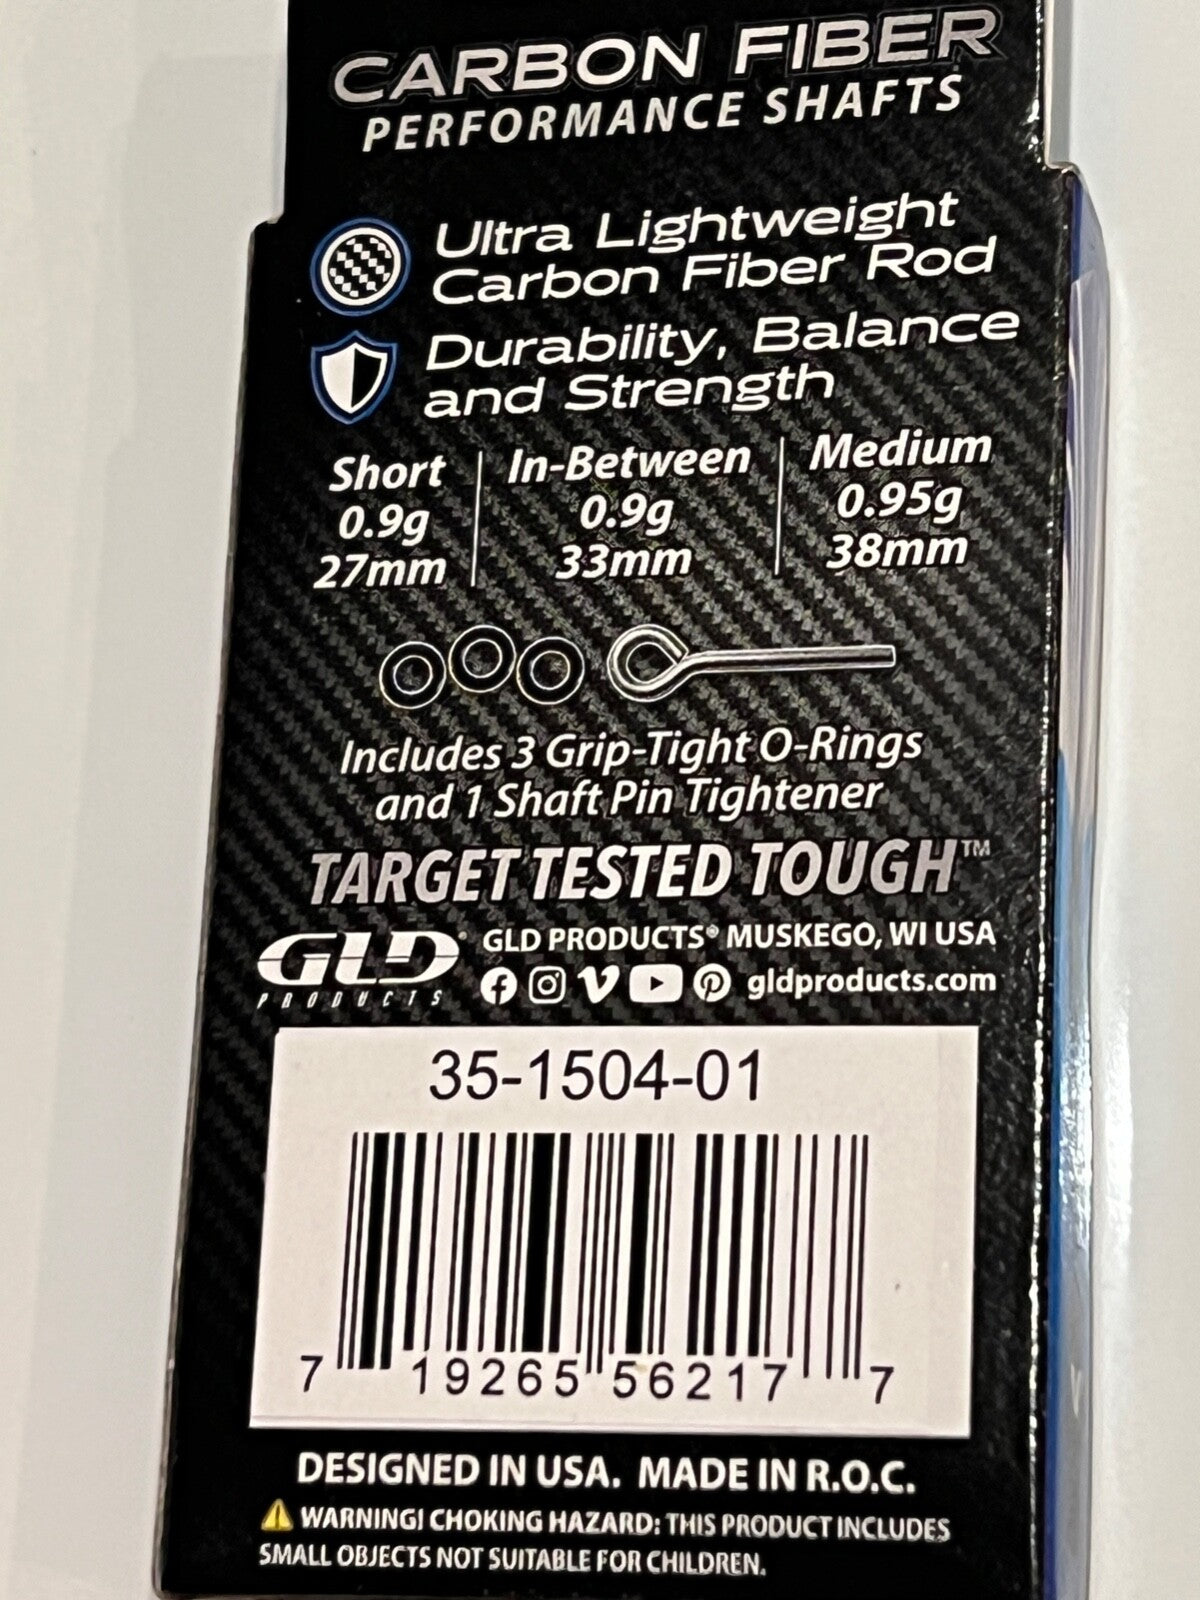 CARBON FIBER
PERFORMANCE SHAFTS
Ultra Lightweight
Carbon Fiber Rod
Durability, Balance
and Strength
Short
0.9g
27mm
In-Between
0.9g
33mm
Medium
0.95g
38mm
Includes 3 Grip-Tight O-Rings
and 1 Shaft Pin Tightener
TARGET TESTED TOUGH™
GLD®
PRODUCTS
GLD PRODUCTS® MUSKEGO, WI USA
gldproducts.com
35-1504-01
7 19265 56217 7
DESIGNED IN USA. MADE IN R.O.C.
WARNING! CHOKING HAZARD: THIS PRODUCT INCLUDES
SMALL OBJECTS NOT SUITABLE FOR CHILDREN.